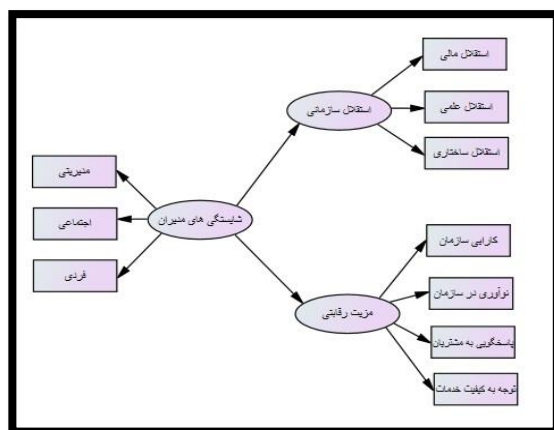 استقلال مالی
استقلال علمی
استقلال ساختاری
استقلال سازمانی
مدیریتی
اجتماعی
فردی
شایستگی های مدیران
کارایی سازمان
نوآوری در سازمان
پاسخگویی به مشتریان
توجه به کیفیت خدمات
مزیت رقابتی